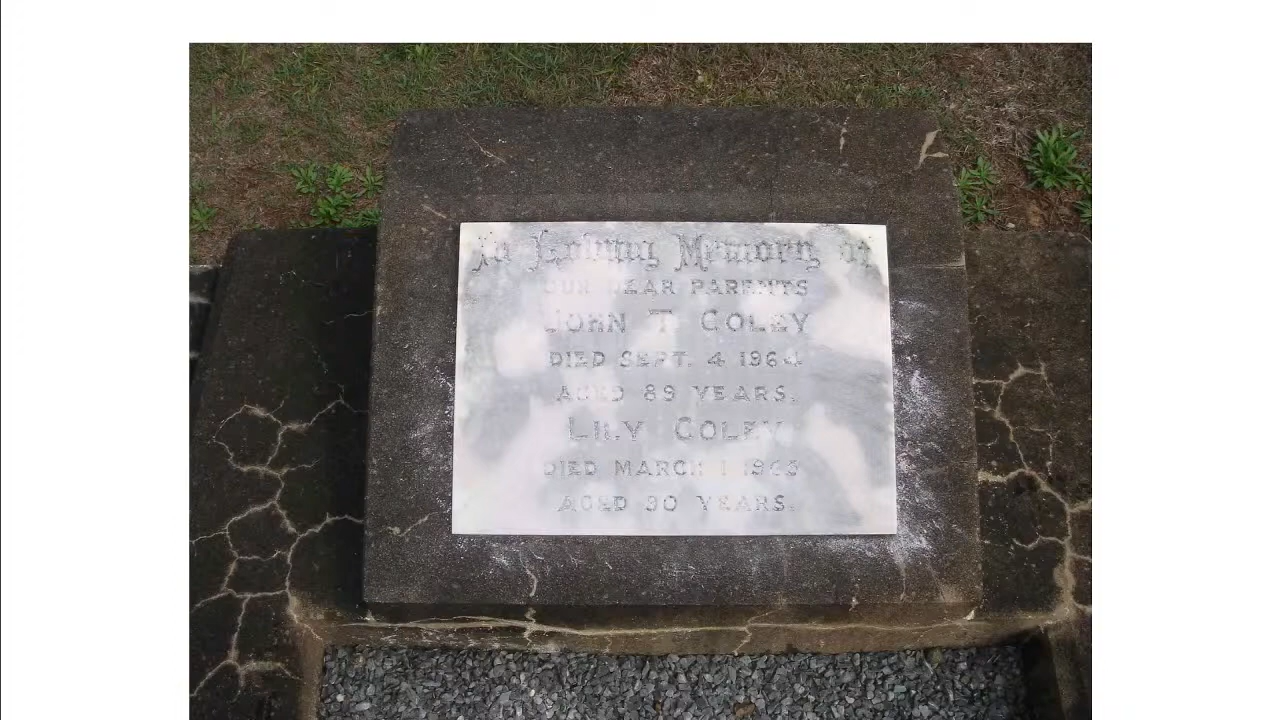 In Loving Memory of
OUR DEAR PARENTS
JOHN T. COLEY
DIED SEPT. 4 1964
AGED 89 YEARS.
LILY COLEY
DIED MARCH 1
AGED 90 YEARS.